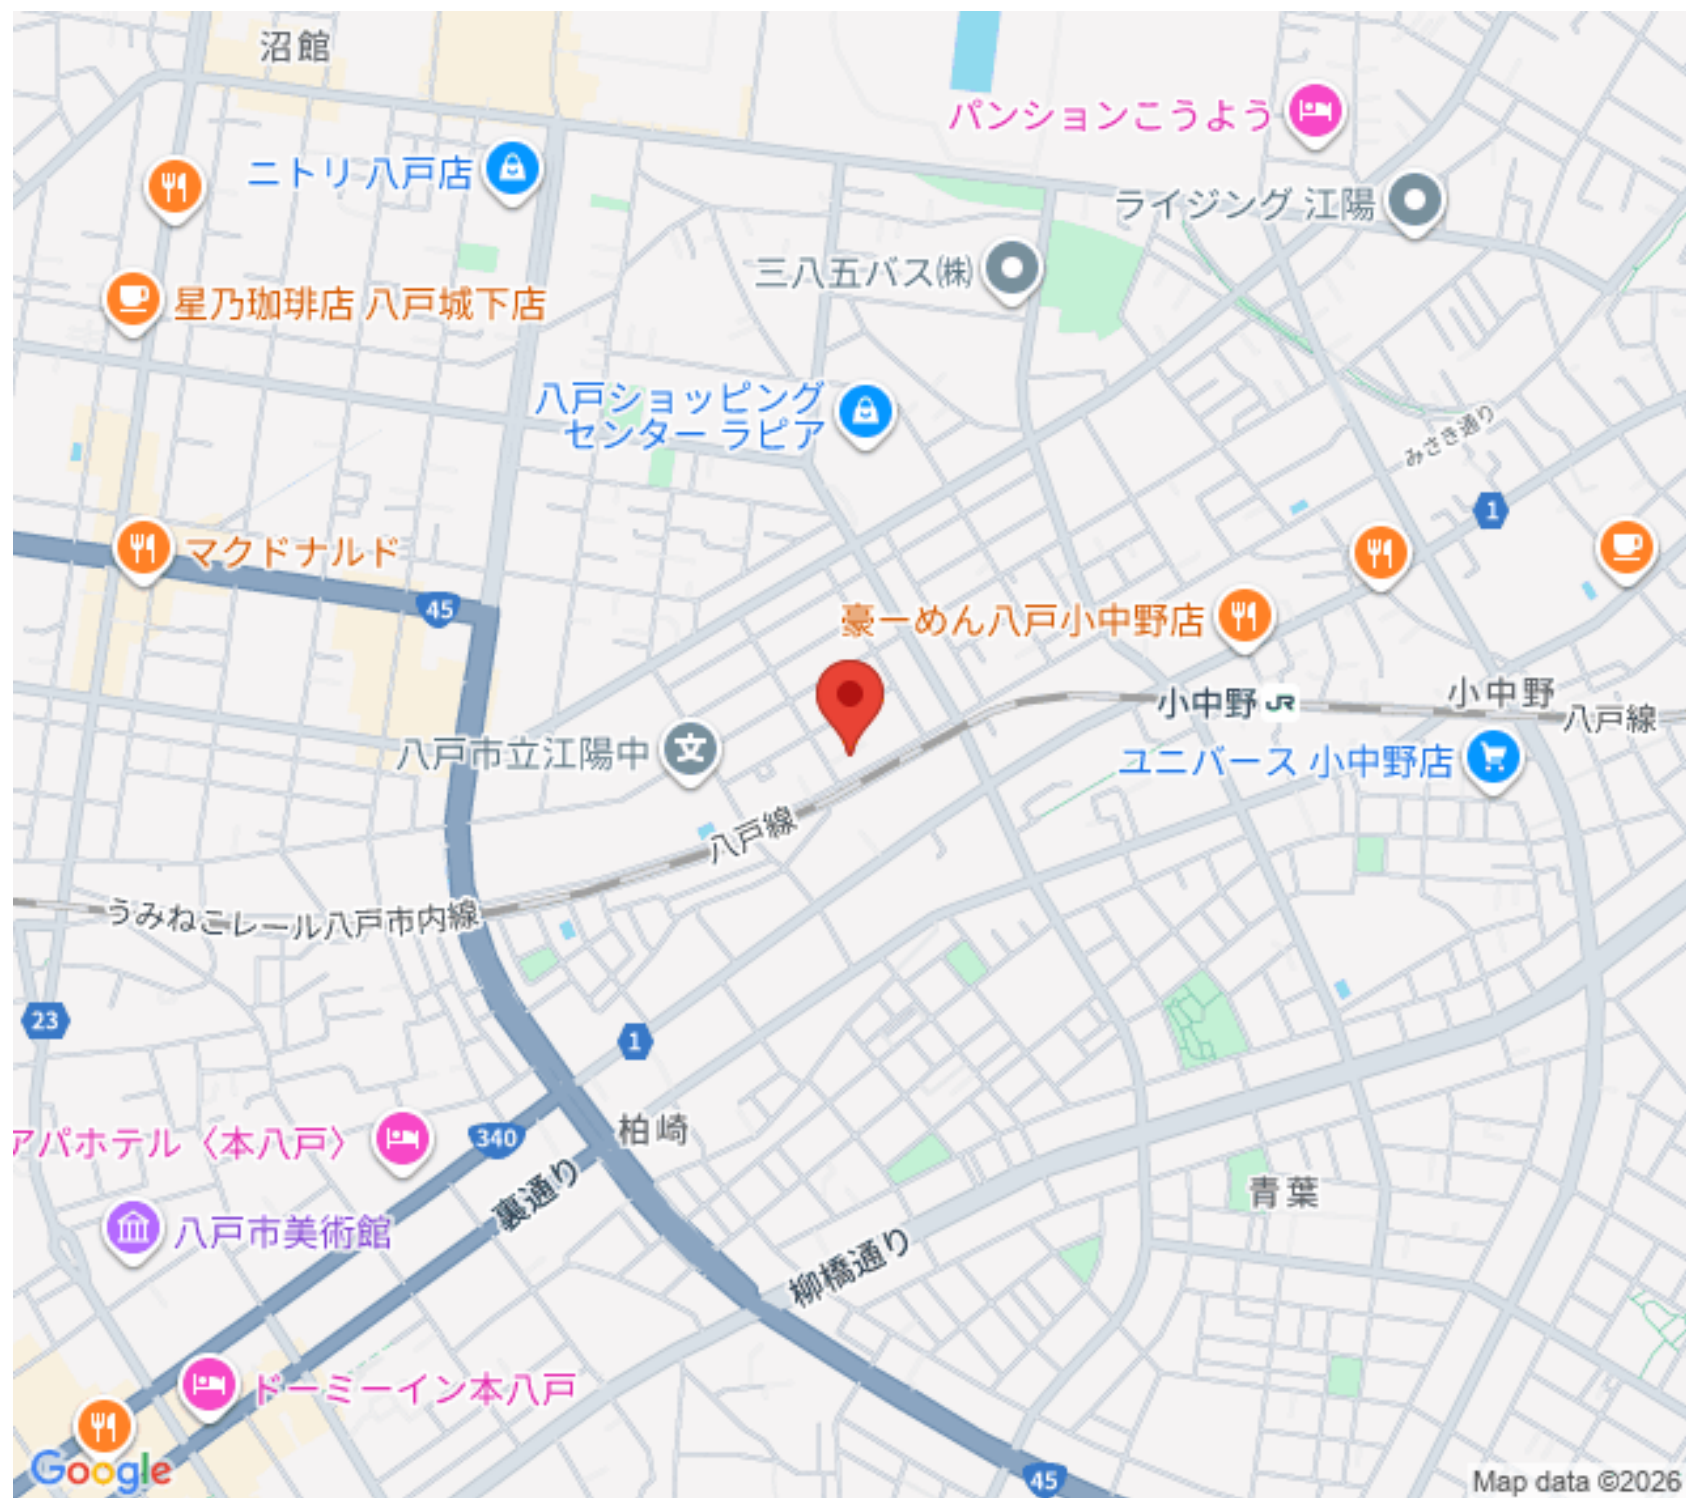 沼館
パンションこうよう
ニトリ 八戸店
ライジング 江陽
三八五バス㈱
星乃珈琲店 八戸城下店
八戸ショッピング
センター ラピア
みさき通り
1
マクドナルド
45
豪ーめん八戸小中野店
小中野
JR
小中野
八戸線
八戸市立江陽中
ユニバース 小中野店
八戸線
うみねこレール八戸市内線
23
1
柏崎
340
アパホテル〈本八戸〉
裏通り
青葉
八戸市美術館
柳橋通り
ドーミーイン本八戸
Google
45
Map data ©2026